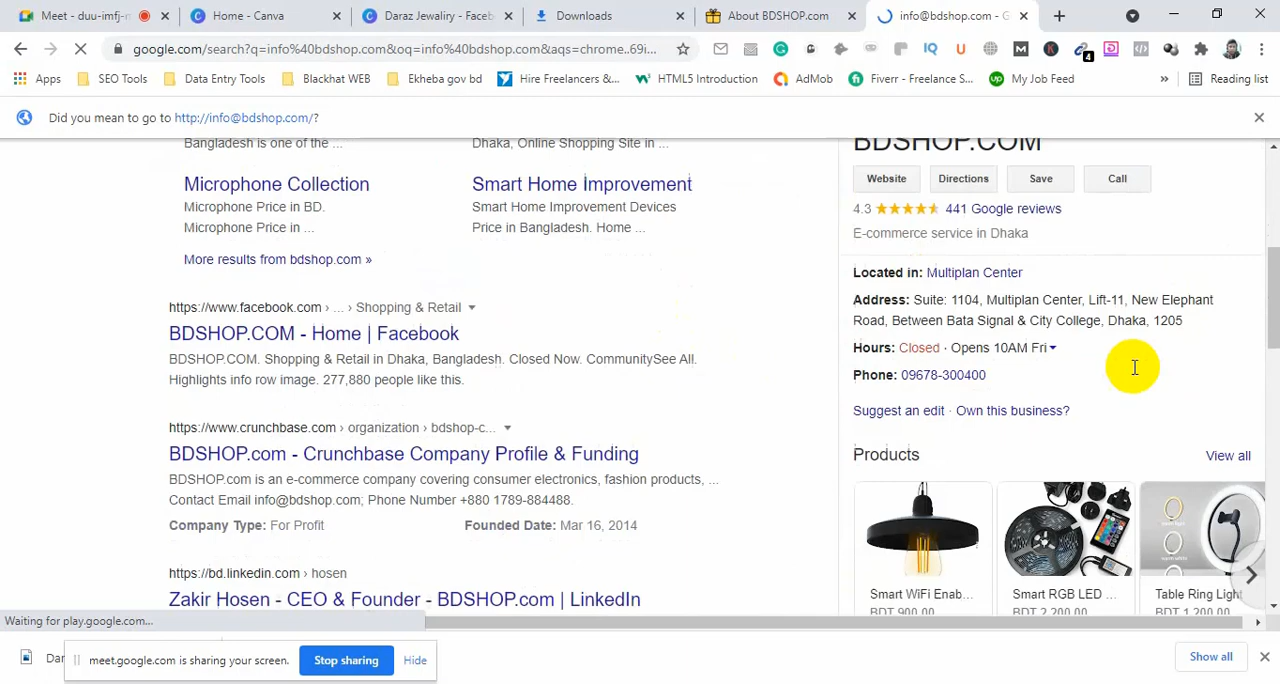 Meet - duu-imfj-r
Home - Canva
Daraz Jewaliry - Faceb
Downloads
About BDSHOP.com
info@bdshop.com - G
google.com/search?q=info%40bdshop.com&oq=info%40bdshop.com&aqs=chrome..69i...
4
Apps
SEO Tools
Data Entry Tools
Blackhat WEB
Ekheba gov bd
Hire Freelancers &...
HTML5 Introduction
AdMob
Fiverr - Freelance S...
My Job Feed
»
Reading list
Did you mean to go to http://info@bdshop.com/?
Bangladesh is one of the ...
Dhaka, Online Shopping Site in ...
Microphone Collection
Microphone Price in BD.
Microphone Price in ...
Smart Home Improvement
Smart Home Improvement Devices
Price in Bangladesh. Home ...
More results from bdshop.com »
https://www.facebook.com › ... › Shopping & Retail
BDSHOP.COM - Home | Facebook
BDSHOP.COM. Shopping & Retail in Dhaka, Bangladesh. Closed Now. CommunitySee All.
Highlights info row image. 277,880 people like this.
https://www.crunchbase.com › organization › bdshop-c...
BDSHOP.com - Crunchbase Company Profile & Funding
BDSHOP.com is an e-commerce company covering consumer electronics, fashion products, ...
Contact Email info@bdshop.com; Phone Number +880 1789-884488.
Company Type: For Profit
Founded Date: Mar 16, 2014
https://bd.linkedin.com › hosen
Zakir Hosen - CEO & Founder - BDSHOP.com | LinkedIn
BDSHOP.COM
Website
Directions
Save
Call
4.3
441 Google reviews
E-commerce service in Dhaka
Located in: Multiplan Center
Address: Suite: 1104, Multiplan Center, Lift-11, New Elephant
Road, Between Bata Signal & City College, Dhaka, 1205
Hours: Closed · Opens 10AM Fri
Phone: 09678-300400
Suggest an edit · Own this business?
Products
View all
Smart WiFi Enab...
BDT 900.00
Smart RGB LED ...
BDT 2,200.00
Table Ring Light
BDT 1,200.00
Waiting for play.google.com...
Dar
meet.google.com is sharing your screen.
Stop sharing
Hide
Show all